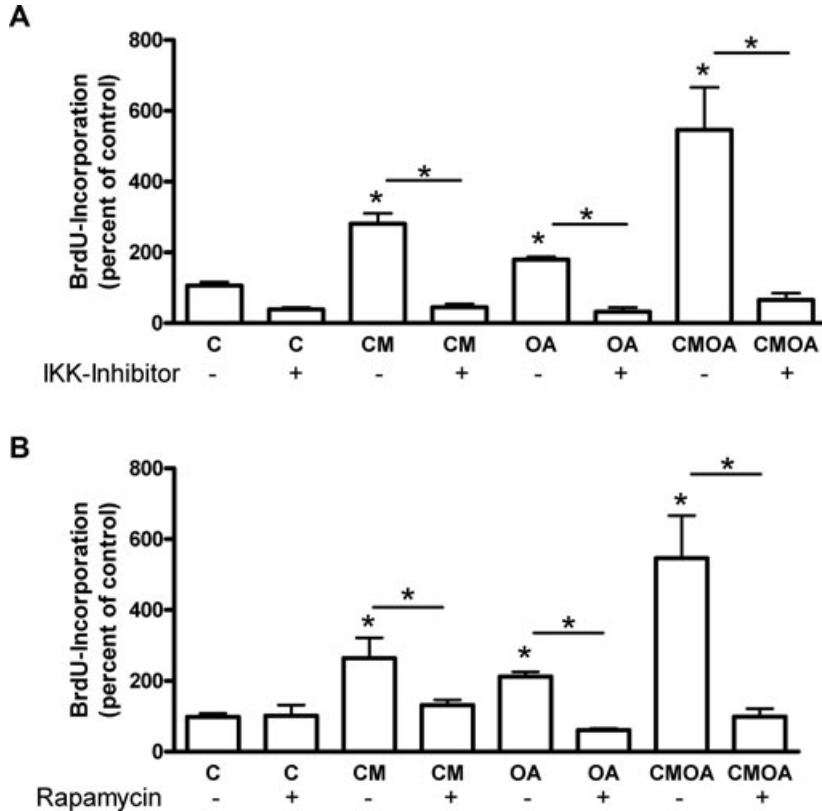 A
800
600
400
200
0
BrdU-Incorporation
(percent of control)
*
*
*
*
*
*
C C CM CM OA OA CMOA CMOA
IKK-Inhibitor - + - + - + - +
B
800
600
400
200
0
BrdU-Incorporation
(percent of control)
*
*
*
*
*
*
C C CM CM OA OA CMOA CMOA
Rapamycin - + - + - + - +